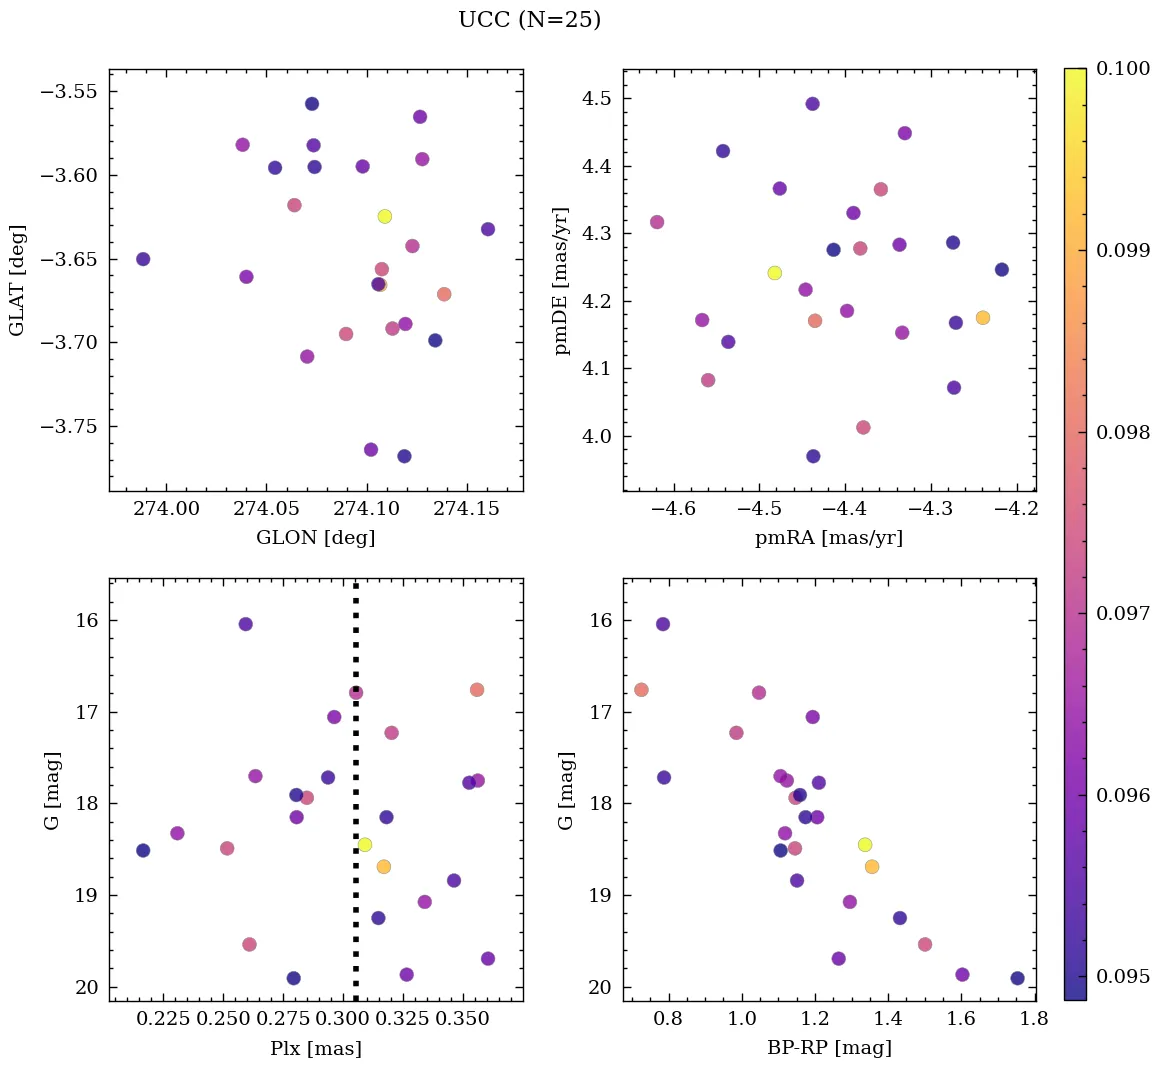 UCC (N=25)
−3.55
−3.60
−3.65
−3.70
−3.75
GLAT [deg]
274.00 274.05 274.10 274.15
GLON [deg]
4.5
4.4
4.3
4.2
4.1
4.0
pmDE [mas/yr]
−4.6 −4.5 −4.4 −4.3 −4.2
pmRA [mas/yr]
16
17
18
19
20
G [mag]
0.225 0.250 0.275 0.300 0.325 0.350
Plx [mas]
16
17
18
19
20
G [mag]
0.8 1.0 1.2 1.4 1.6 1.8
BP-RP [mag]
0.100
0.099
0.098
0.097
0.096
0.095